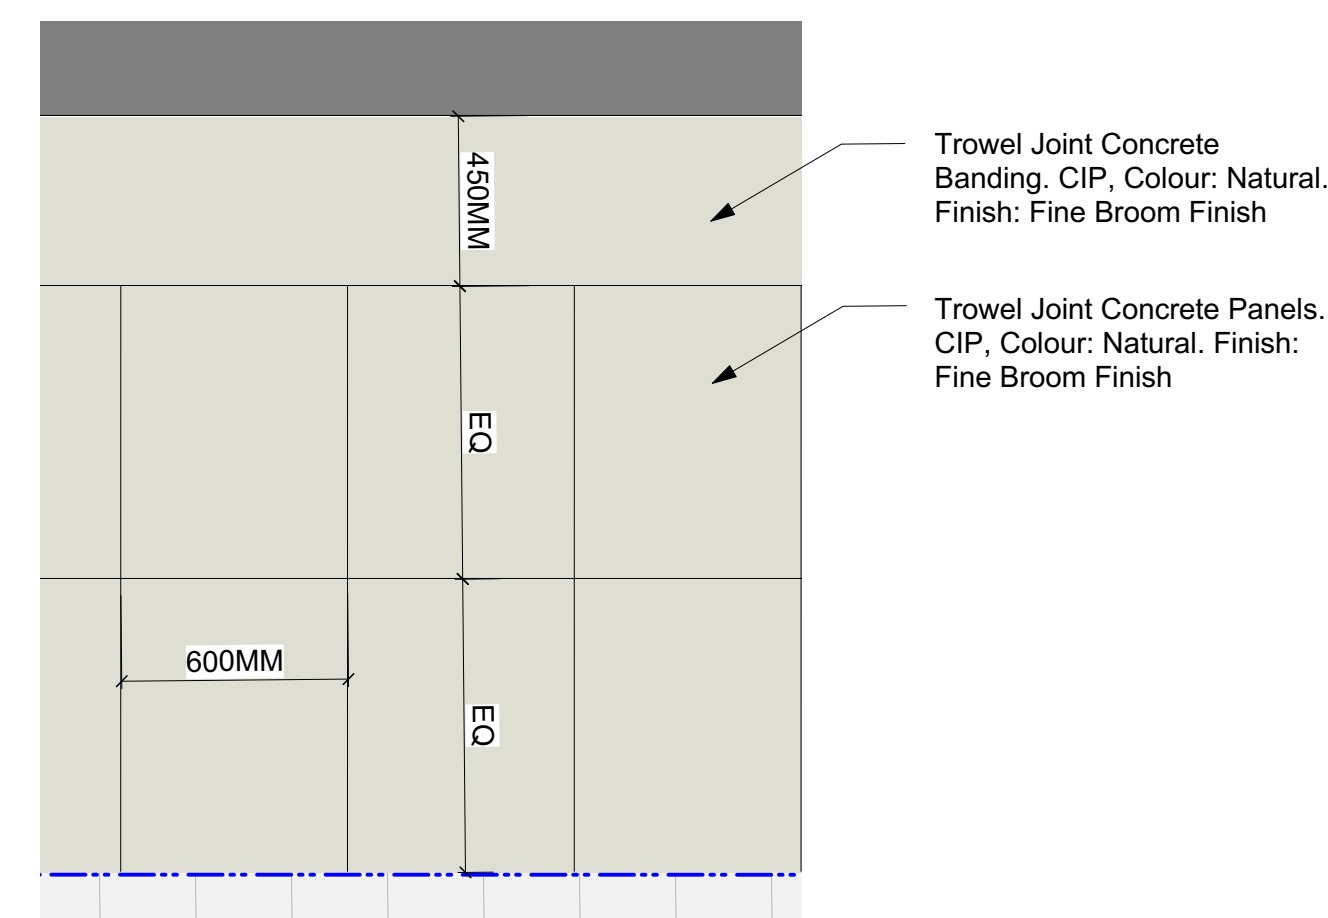 450MM
Trowel Joint Concrete
Banding. CIP, Colour: Natural.
Finish: Fine Broom Finish
Trowel Joint Concrete Panels.
CIP, Colour: Natural. Finish:
Fine Broom Finish
EQ
600MM
EQ